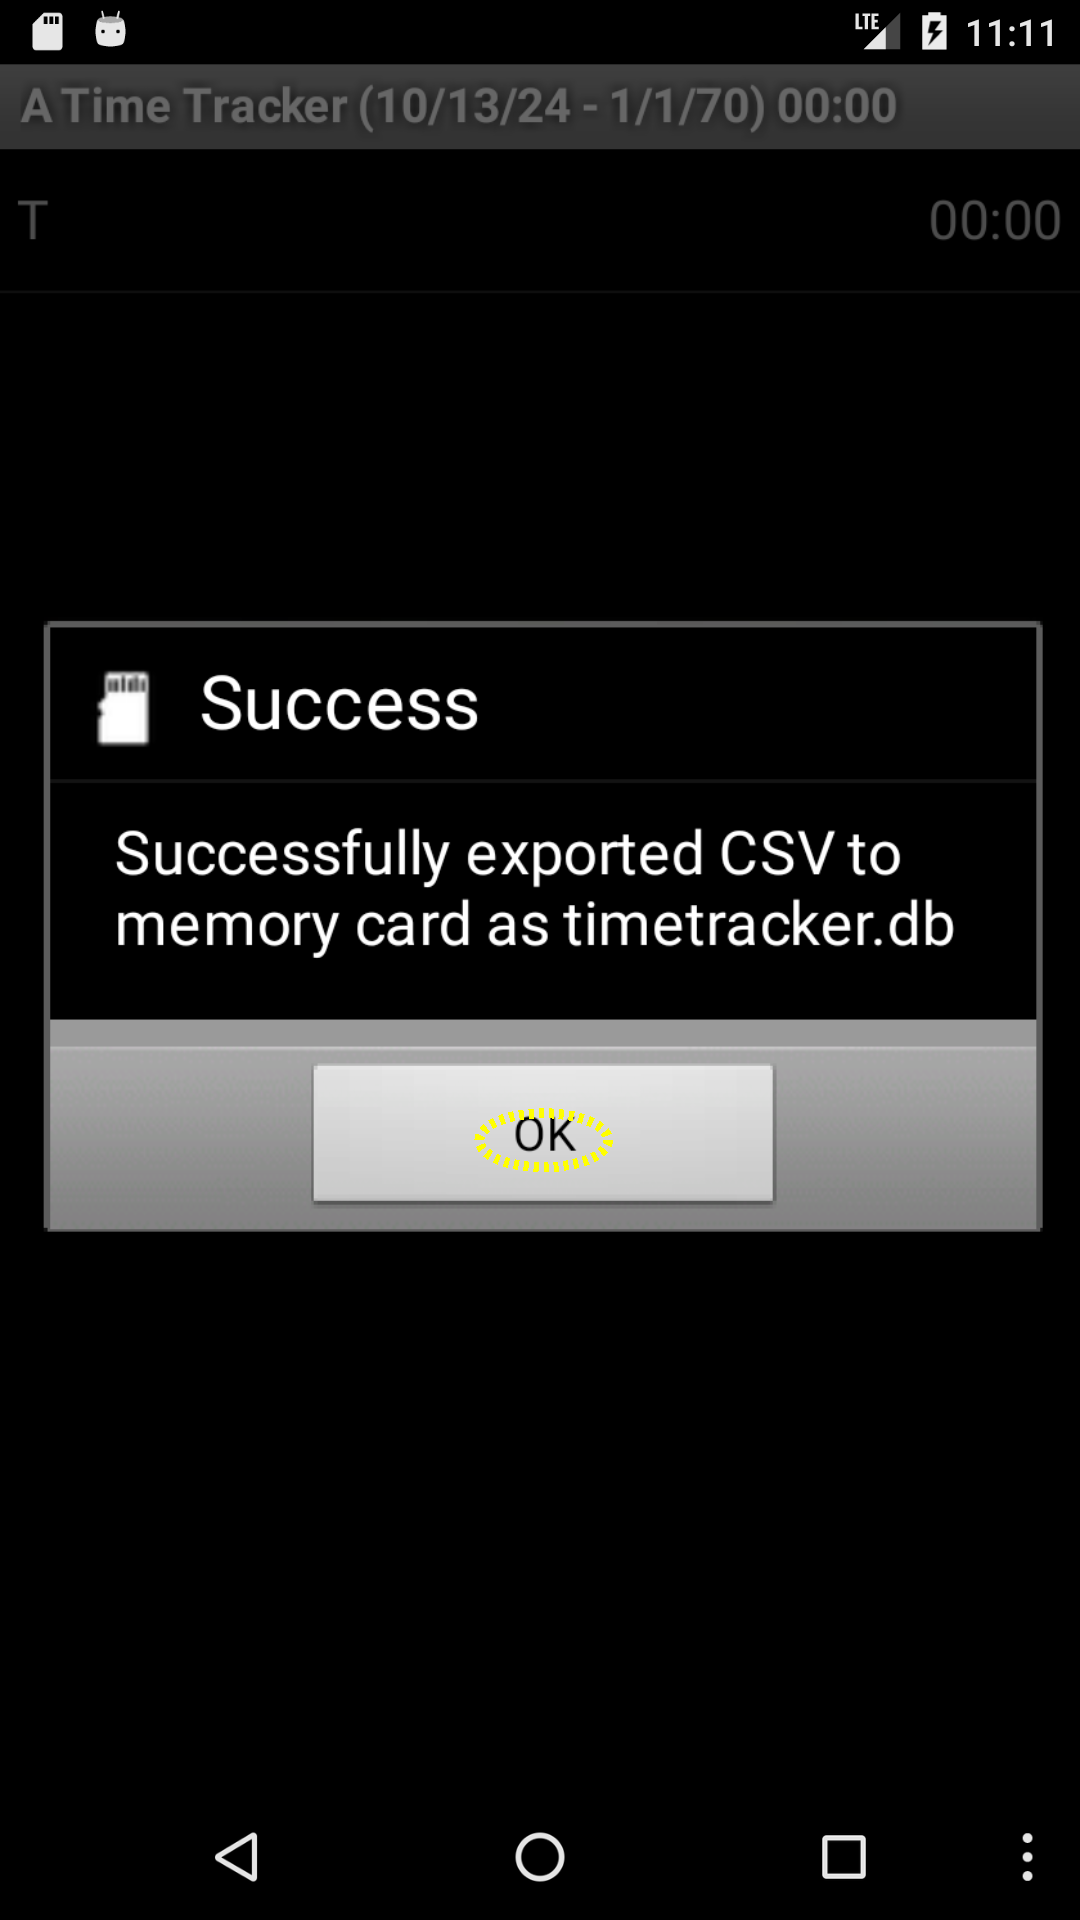 LTE 11:11
A Time Tracker (10/13/24 - 1/1/70) 00:00
T 00:00
Success
Successfully exported CSV to
memory card as timetracker.db
OK